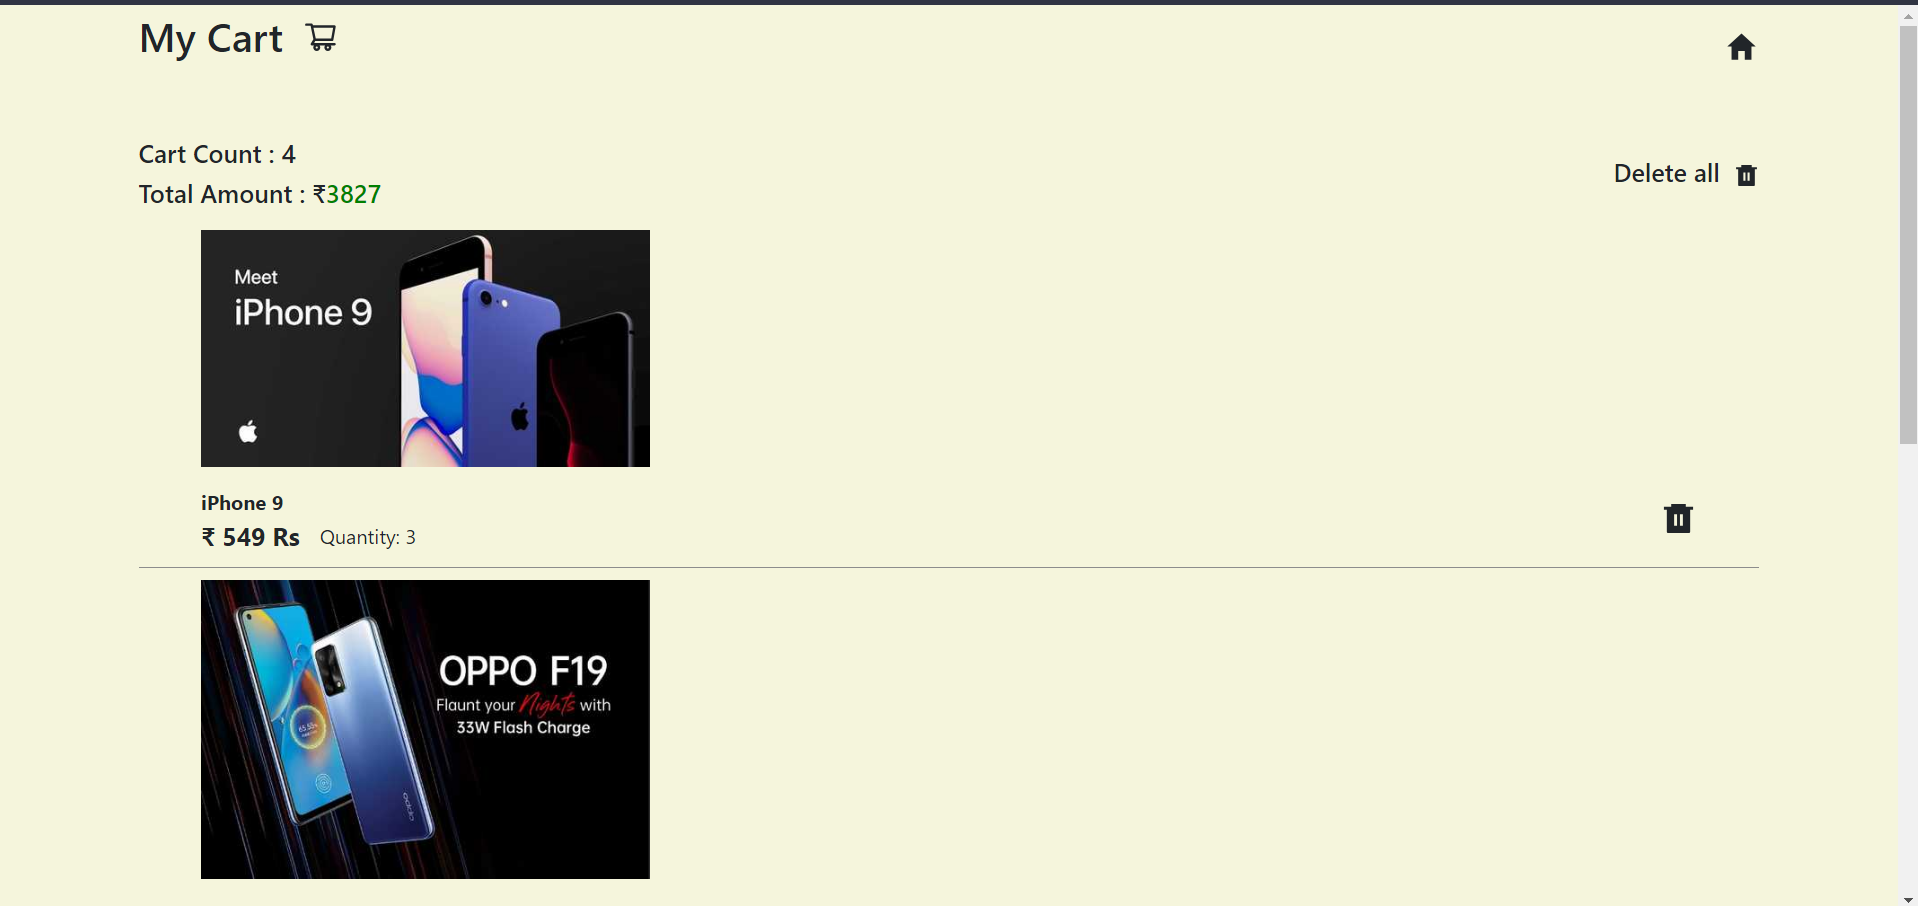 My Cart
Cart Count : 4
Total Amount : ₹3827
Delete all
Meet
iPhone 9
iPhone 9
₹ 549 Rs Quantity: 3
OPPO F19
Flaunt your Nights with
33W Flash Charge
oppo